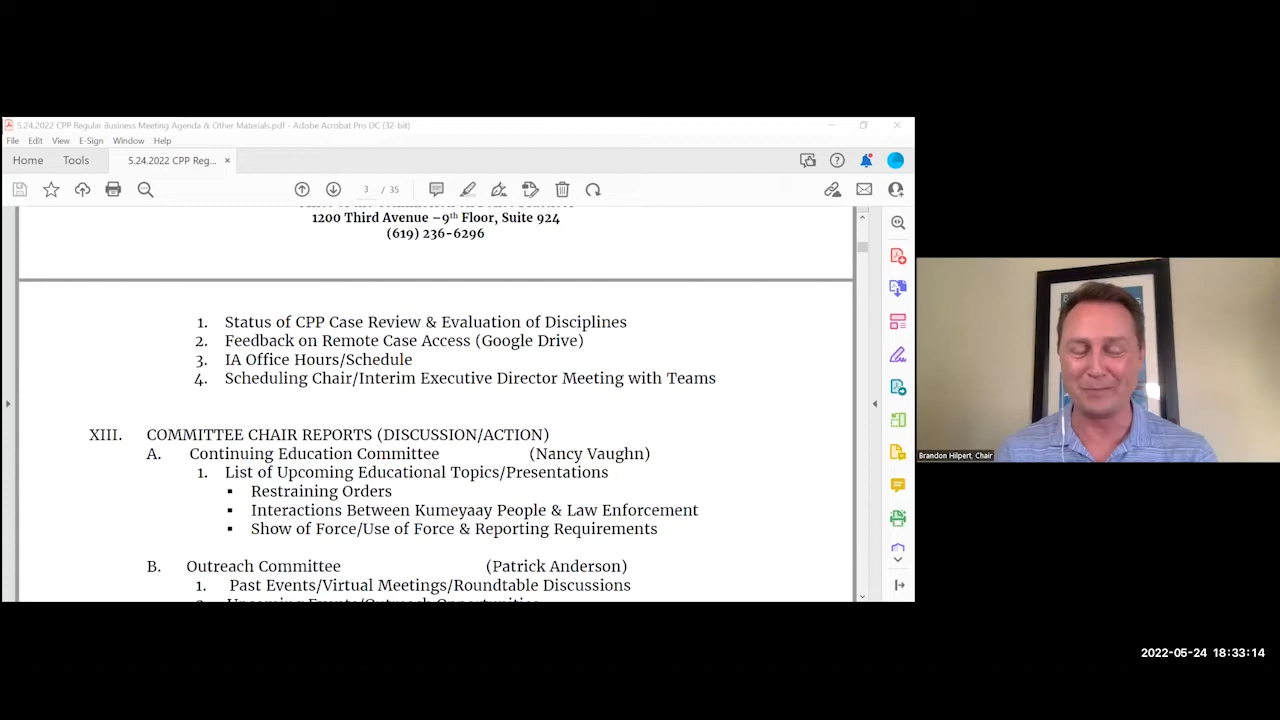 5.24.2022 CPP Regular Business Meeting Agenda & Other Materials.pdf - Adobe Acrobat Pro DC (32-bit)
File Edit View E-Sign Window Help
Home Tools 5.24.2022 CPP Reg... ×
3 / 35
1200 Third Avenue –9th Floor, Suite 924
(619) 236-6296
1. Status of CPP Case Review & Evaluation of Disciplines
2. Feedback on Remote Case Access (Google Drive)
3. IA Office Hours/Schedule
4. Scheduling Chair/Interim Executive Director Meeting with Teams
XIII. COMMITTEE CHAIR REPORTS (DISCUSSION/ACTION)
A. Continuing Education Committee (Nancy Vaughn)
1. List of Upcoming Educational Topics/Presentations
▪ Restraining Orders
▪ Interactions Between Kumeyaay People & Law Enforcement
▪ Show of Force/Use of Force & Reporting Requirements
B. Outreach Committee (Patrick Anderson)
1. Past Events/Virtual Meetings/Roundtable Discussions
Brandon Hilpert, Chair
2022-05-24 18:33:14